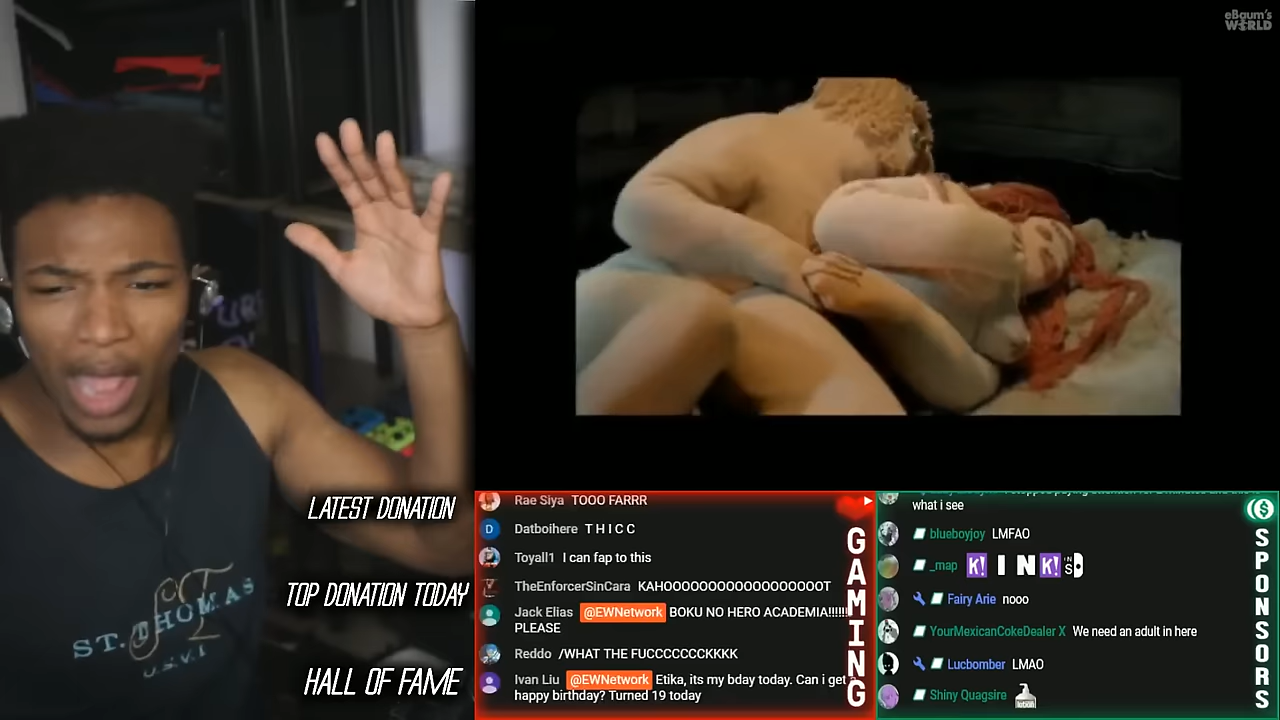 eBaum's
WORLD
Rae Siya TOOO FARRR
Datboihere T H I C C
Toyall1 I can fap to this
TheEnforcerSinCara KAHOOOOOOOOOOOOOOOOOT
Jack Elias @EWNetwork BOKU NO HERO ACADEMIA!!!!!!
PLEASE
Reddo /WHAT THE FUCCCCCCCKKKK
Ivan Liu @EWNetwork Etika, its my bday today. Can i get a
happy birthday? Turned 19 today
GAMING
what i see
blueboyjoy LMFAO
_map K! I N K! INDS
Fairy Arie nooo
YourMexicanCokeDealer X We need an adult in here
Lucbomber LMAO
Shiny Quagsire
SPONSORS
LATEST DONATION
TOP DONATION TODAY
HALL OF FAME
ST. THOMAS
U.S.V.I